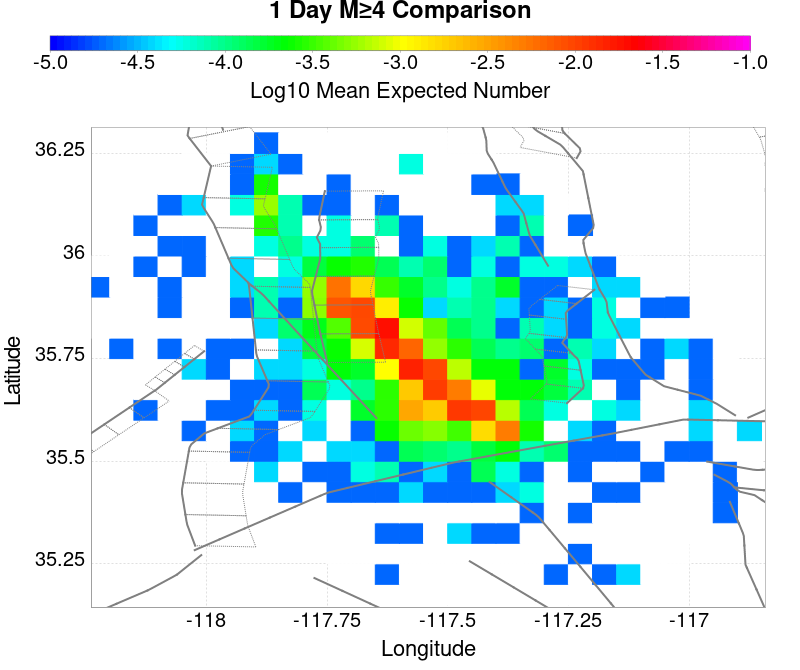 1 Day M≥4 Comparison
-5.0 -4.5 -4.0 -3.5 -3.0 -2.5 -2.0 -1.5 -1.0
Log10 Mean Expected Number
36.25
36
35.75
35.5
35.25
Latitude
-118 -117.75 -117.5 -117.25 -117
Longitude